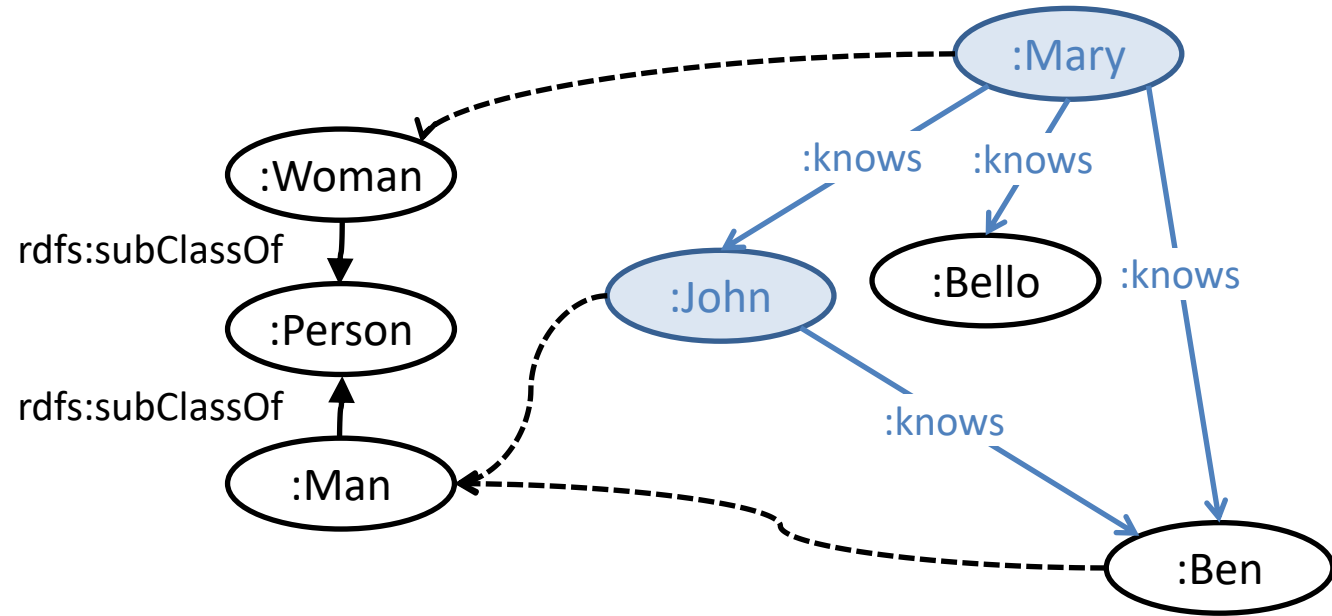 :Mary
:knows
:knows
:Woman
rdfs:subClassOf
:knows
:John
:Bello
:Person
rdfs:subClassOf
:knows
:Man
:Ben